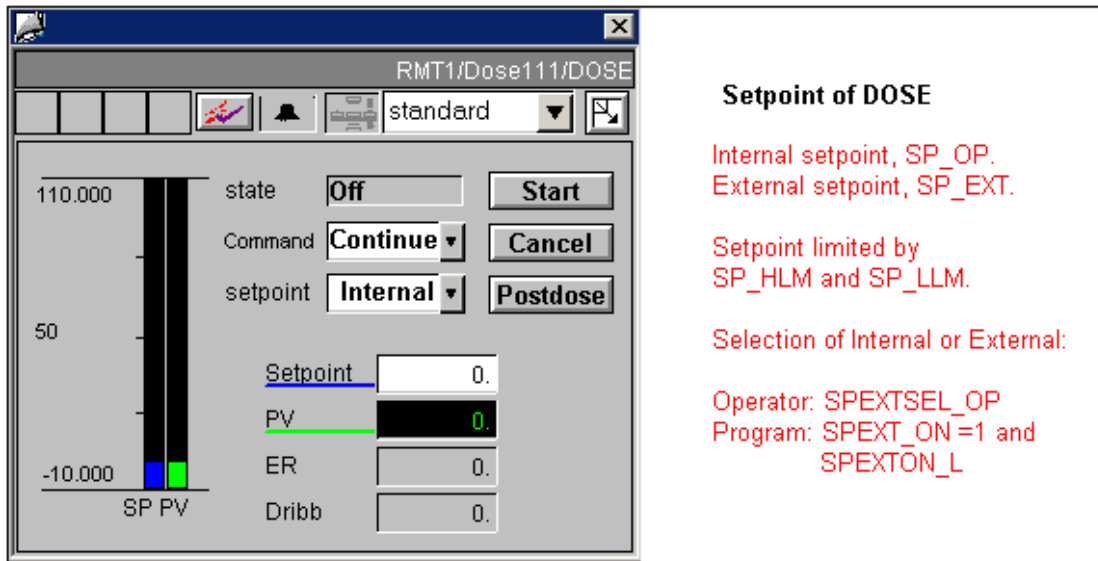 RMT1/Dose111/DOSE
standard
110.000
50
-10.000
SP PV
state Off Start
Command Continue Cancel
setpoint Internal Postdose
Setpoint 0.
PV 0.
ER 0.
Dribb 0.
Setpoint of DOSE
Internal setpoint, SP_OP.
External setpoint, SP_EXT.
Setpoint limited by
SP_HLM and SP_LLM.
Selection of Internal or External:
Operator: SPEXTSEL_OP
Program: SPEXT_ON =1 and
SPEXTON_L